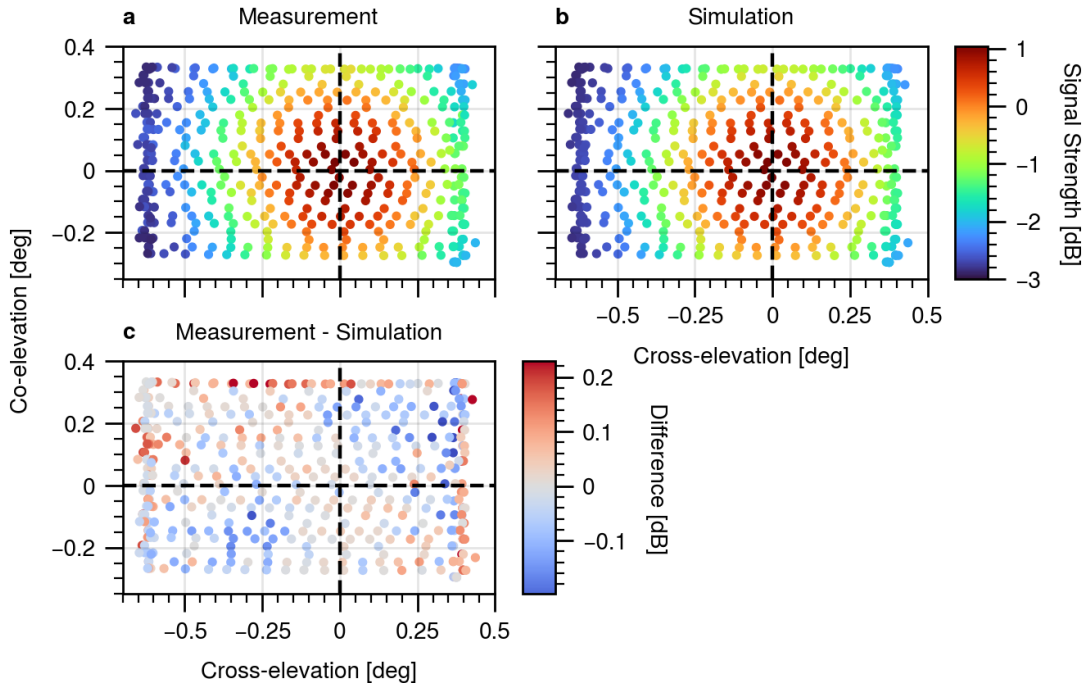 a Measurement
b Simulation
0.4
0.2
0
−0.2
Co-elevation [deg]
−0.5 −0.25 0 0.25 0.5
Cross-elevation [deg]
1
0
−1
−2
−3
Signal Strength [dB]
c Measurement - Simulation
0.4
0.2
0
−0.2
−0.5 −0.25 0 0.25 0.5
Cross-elevation [deg]
0.2
0.1
0
−0.1
Difference [dB]